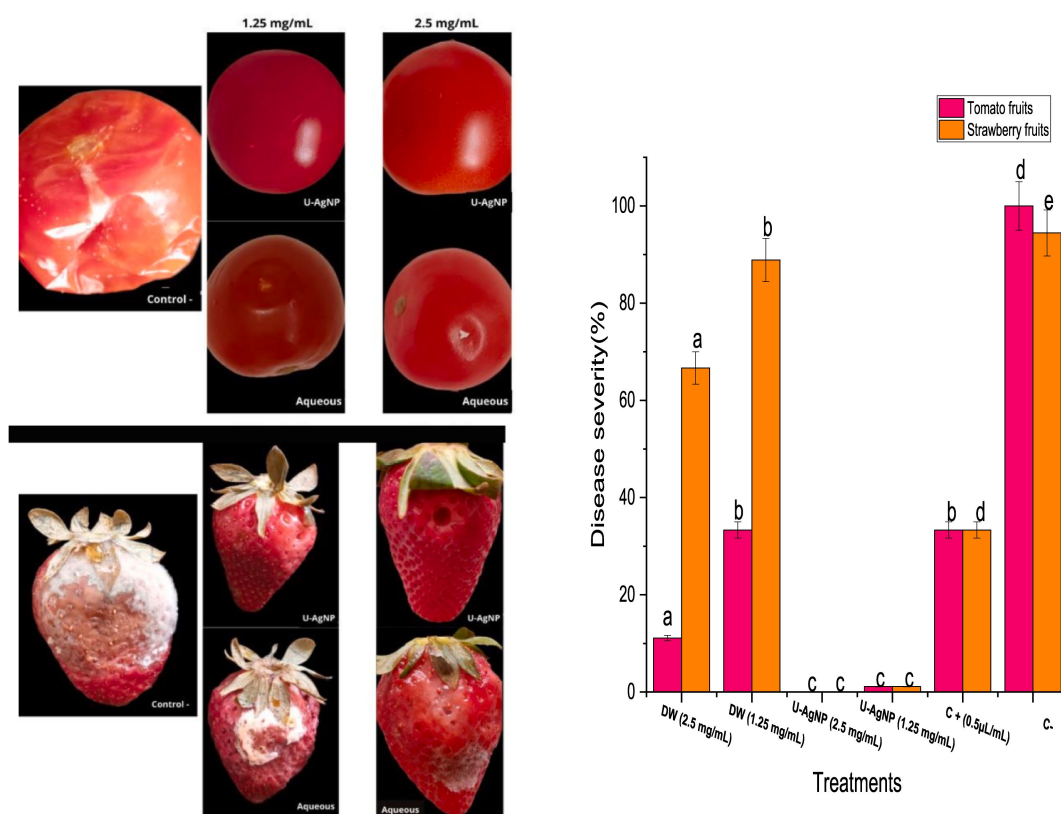 1.25 mg/mL
2.5 mg/mL
Control -
U-AgNP
U-AgNP
Aqueous
Aqueous
Control -
U-AgNP
U-AgNP
Aqueous
Aqueous
Tomato fruits
Strawberry fruits
Disease severity(%)
100
80
60
40
20
0
a
a
b
b
c
c
c
c
b
d
d
e
DW (2.5 mg/mL)
DW (1.25 mg/mL)
U-AgNP (2.5 mg/mL)
U-AgNP (1.25 mg/mL)
C + (0.5µL/mL)
C-
Treatments